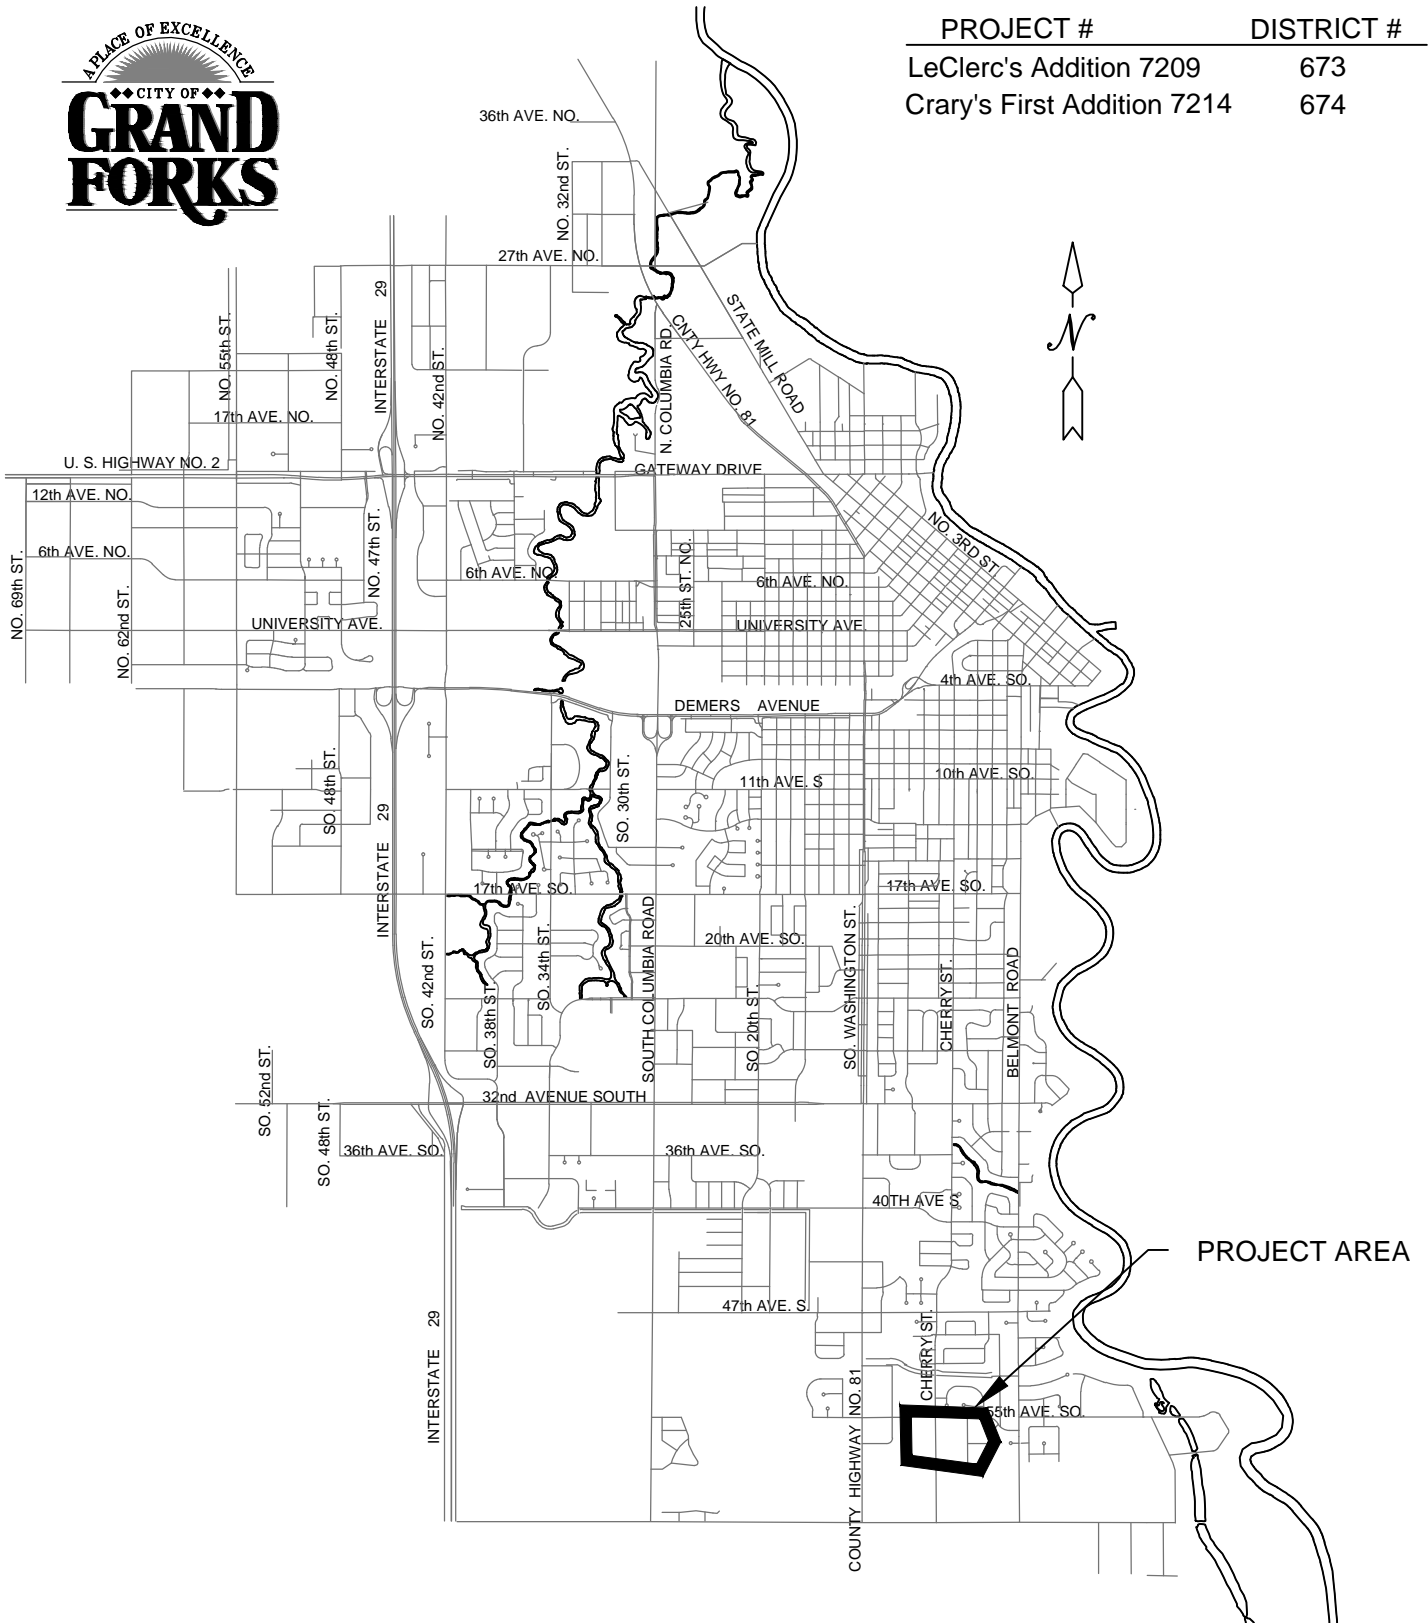 A PLACE OF EXCELLENCE
CITY OF
GRAND
FORKS
PROJECT # DISTRICT #
LeClerc's Addition 7209 673
Crary's First Addition 7214 674
36th AVE. NO.
NO. 32nd ST.
27th AVE. NO.
N
NO. 55th ST.
NO. 48th ST.
INTERSTATE 29
NO. 42nd ST.
N. COLUMBIA RD.
CNTY HWY NO. 81
STATE MILL ROAD
17th AVE. NO.
U. S. HIGHWAY NO. 2
GATEWAY DRIVE
12th AVE. NO.
NO. 3RD ST.
NO. 47th ST.
6th AVE. NO.
6th AVE. NO.
6th AVE. NO.
25th ST. NO.
NO. 69th ST.
NO. 62nd ST.
UNIVERSITY AVE.
UNIVERSITY AVE.
4th AVE. SO.
DEMERS AVENUE
SO. 48th ST.
INTERSTATE 29
SO. 30th ST.
11th AVE. S
10th AVE. SO.
17th AVE. SO.
17th AVE. SO.
SO. 42nd ST.
SO. 38th ST.
SO. 34th ST.
SOUTH COLUMBIA ROAD
20th AVE. SO.
SO. 20th ST.
SO. WASHINGTON ST.
CHERRY ST.
BELMONT ROAD
SO. 52nd ST.
32nd AVENUE SOUTH
SO. 48th ST.
36th AVE. SO.
36th AVE. SO.
40TH AVE S
PROJECT AREA
47th AVE. S.
INTERSTATE 29
CHERRY ST.
COUNTY HIGHWAY NO. 81
55th AVE. SO.